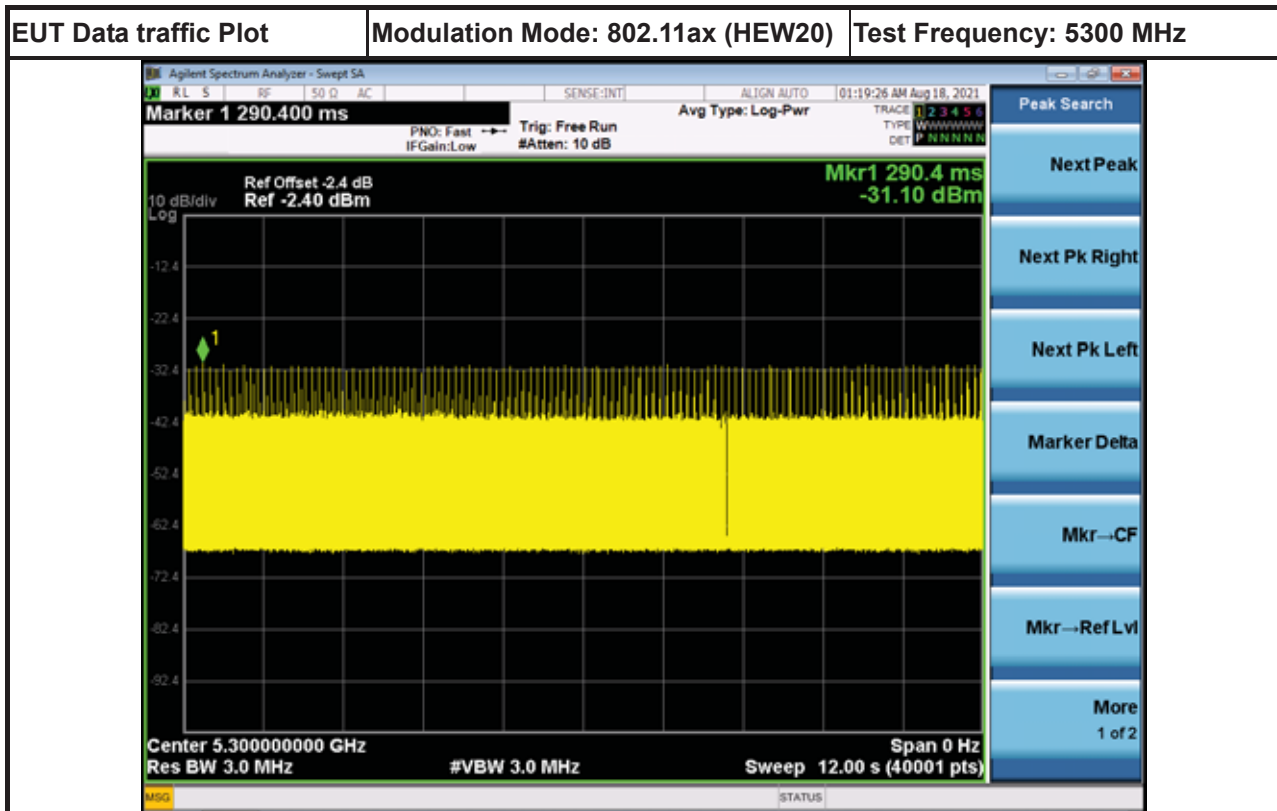 EUT Data traffic Plot Modulation Mode: 802.11ax (HEW20) Test Frequency: 5300 MHz
Agilent Spectrum Analyzer - Swept SA
RL S RF 50 Ω AC SENSE:INT ALIGN AUTO 01:19:26 AM Aug 18, 2021
Marker 1 290.400 ms
PNO: Fast
IFGain:Low
Trig: Free Run
#Atten: 10 dB
Avg Type: Log-Pwr
TRACE 1 2 3 4 5 6
TYPE
DET P N N N N N
Peak Search
Mkr1 290.4 ms
-31.10 dBm
Ref Offset -2.4 dB
10 dB/div Ref -2.40 dBm
Log
-12.4
-22.4
1
-32.4
-42.4
-52.4
-62.4
-72.4
-82.4
-92.4
Center 5.300000000 GHz Span 0 Hz
Res BW 3.0 MHz #VBW 3.0 MHz Sweep 12.00 s (40001 pts)
MSG STATUS
Next Peak
Next Pk Right
Next Pk Left
Marker Delta
Mkr→CF
Mkr→Ref Lvl
More
1 of 2